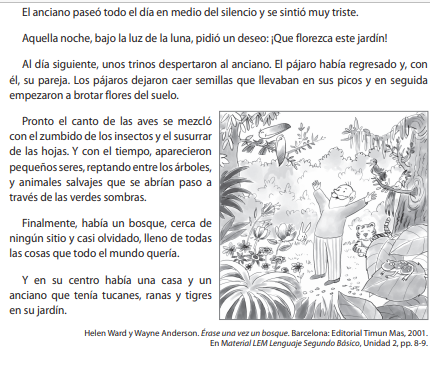 El anciano paseó todo el día en medio del silencio y se sintió muy triste.
Aquella noche, bajo la luz de la luna, pidió un deseo: ¡Que florezca este jardín!
Al día siguiente, unos trinos despertaron al anciano. El pájaro había regresado y, con
él, su pareja. Los pájaros dejaron caer semillas que llevaban en sus picos y en seguida
empezaron a brotar flores del suelo.
Pronto el canto de las aves se mezcló
con el zumbido de los insectos y el susurrar
de las hojas. Y con el tiempo, aparecieron
pequeños seres, reptando entre los árboles,
y animales salvajes que se abrían paso a
través de las verdes sombras.
Finalmente, había un bosque, cerca de
ningún sitio y casi olvidado, lleno de todas
las cosas que todo el mundo quería.
Y en su centro había una casa y un
anciano que tenía tucanes, ranas y tigres
en su jardín.
Helen Ward y Wayne Anderson. Érase una vez un bosque. Barcelona: Editorial Timun Mas, 2001.
En Material LEM Lenguaje Segundo Básico, Unidad 2, pp. 8-9.